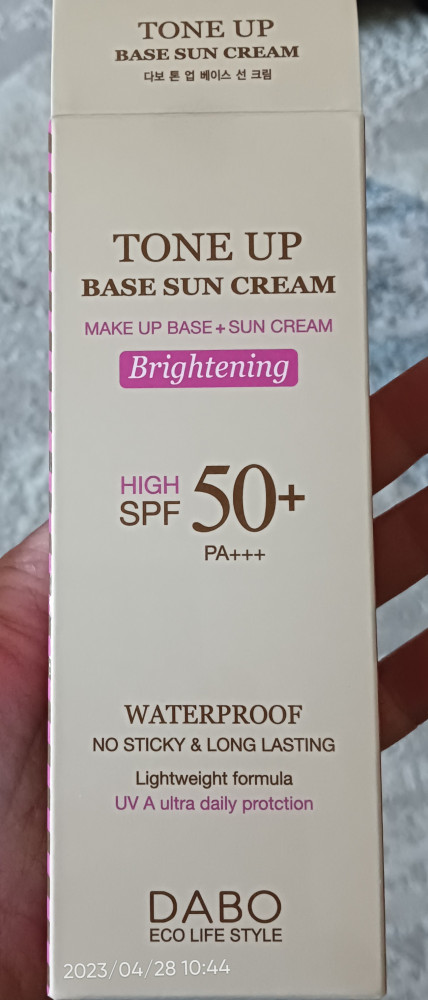 TONE UP
BASE SUN CREAM
다보 톤 업 베이스 선 크림
TONE UP
BASE SUN CREAM
MAKE UP BASE + SUN CREAM
Brightening
HIGH
SPF 50+
PA+++
WATERPROOF
NO STICKY & LONG LASTING
Lightweight formula
UV A ultra daily protction
DABO
ECO LIFE STYLE
2023/04/28 10:44